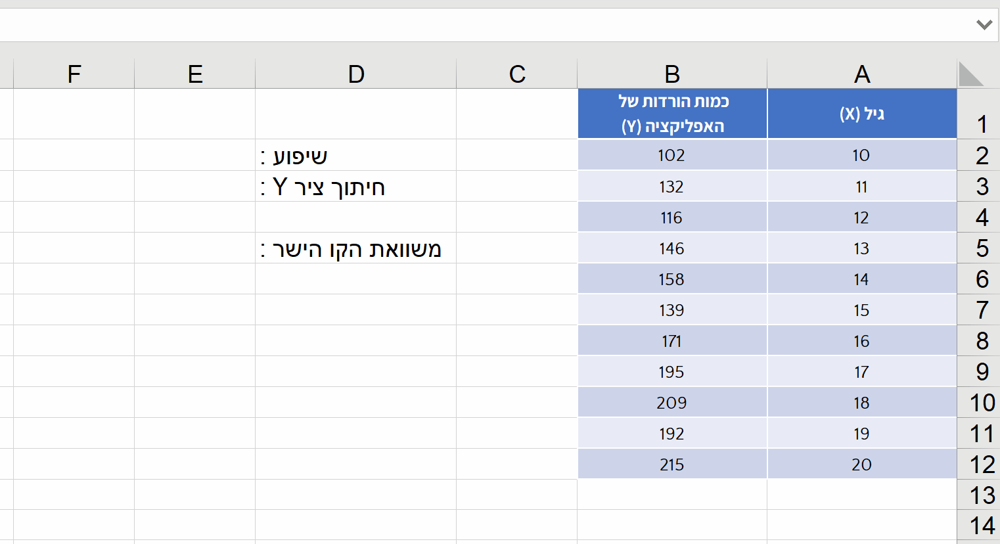 F E D C B A
1 גיל (X) כמות הורדות של
האפליקציה (Y)
2 10 102 שיפוע :
3 11 132 חיתוך ציר Y :
4 12 116
5 13 146 משוואת הקו הישר :
6 14 158
7 15 139
8 16 171
9 17 195
10 18 209
11 19 192
12 20 215
13
14